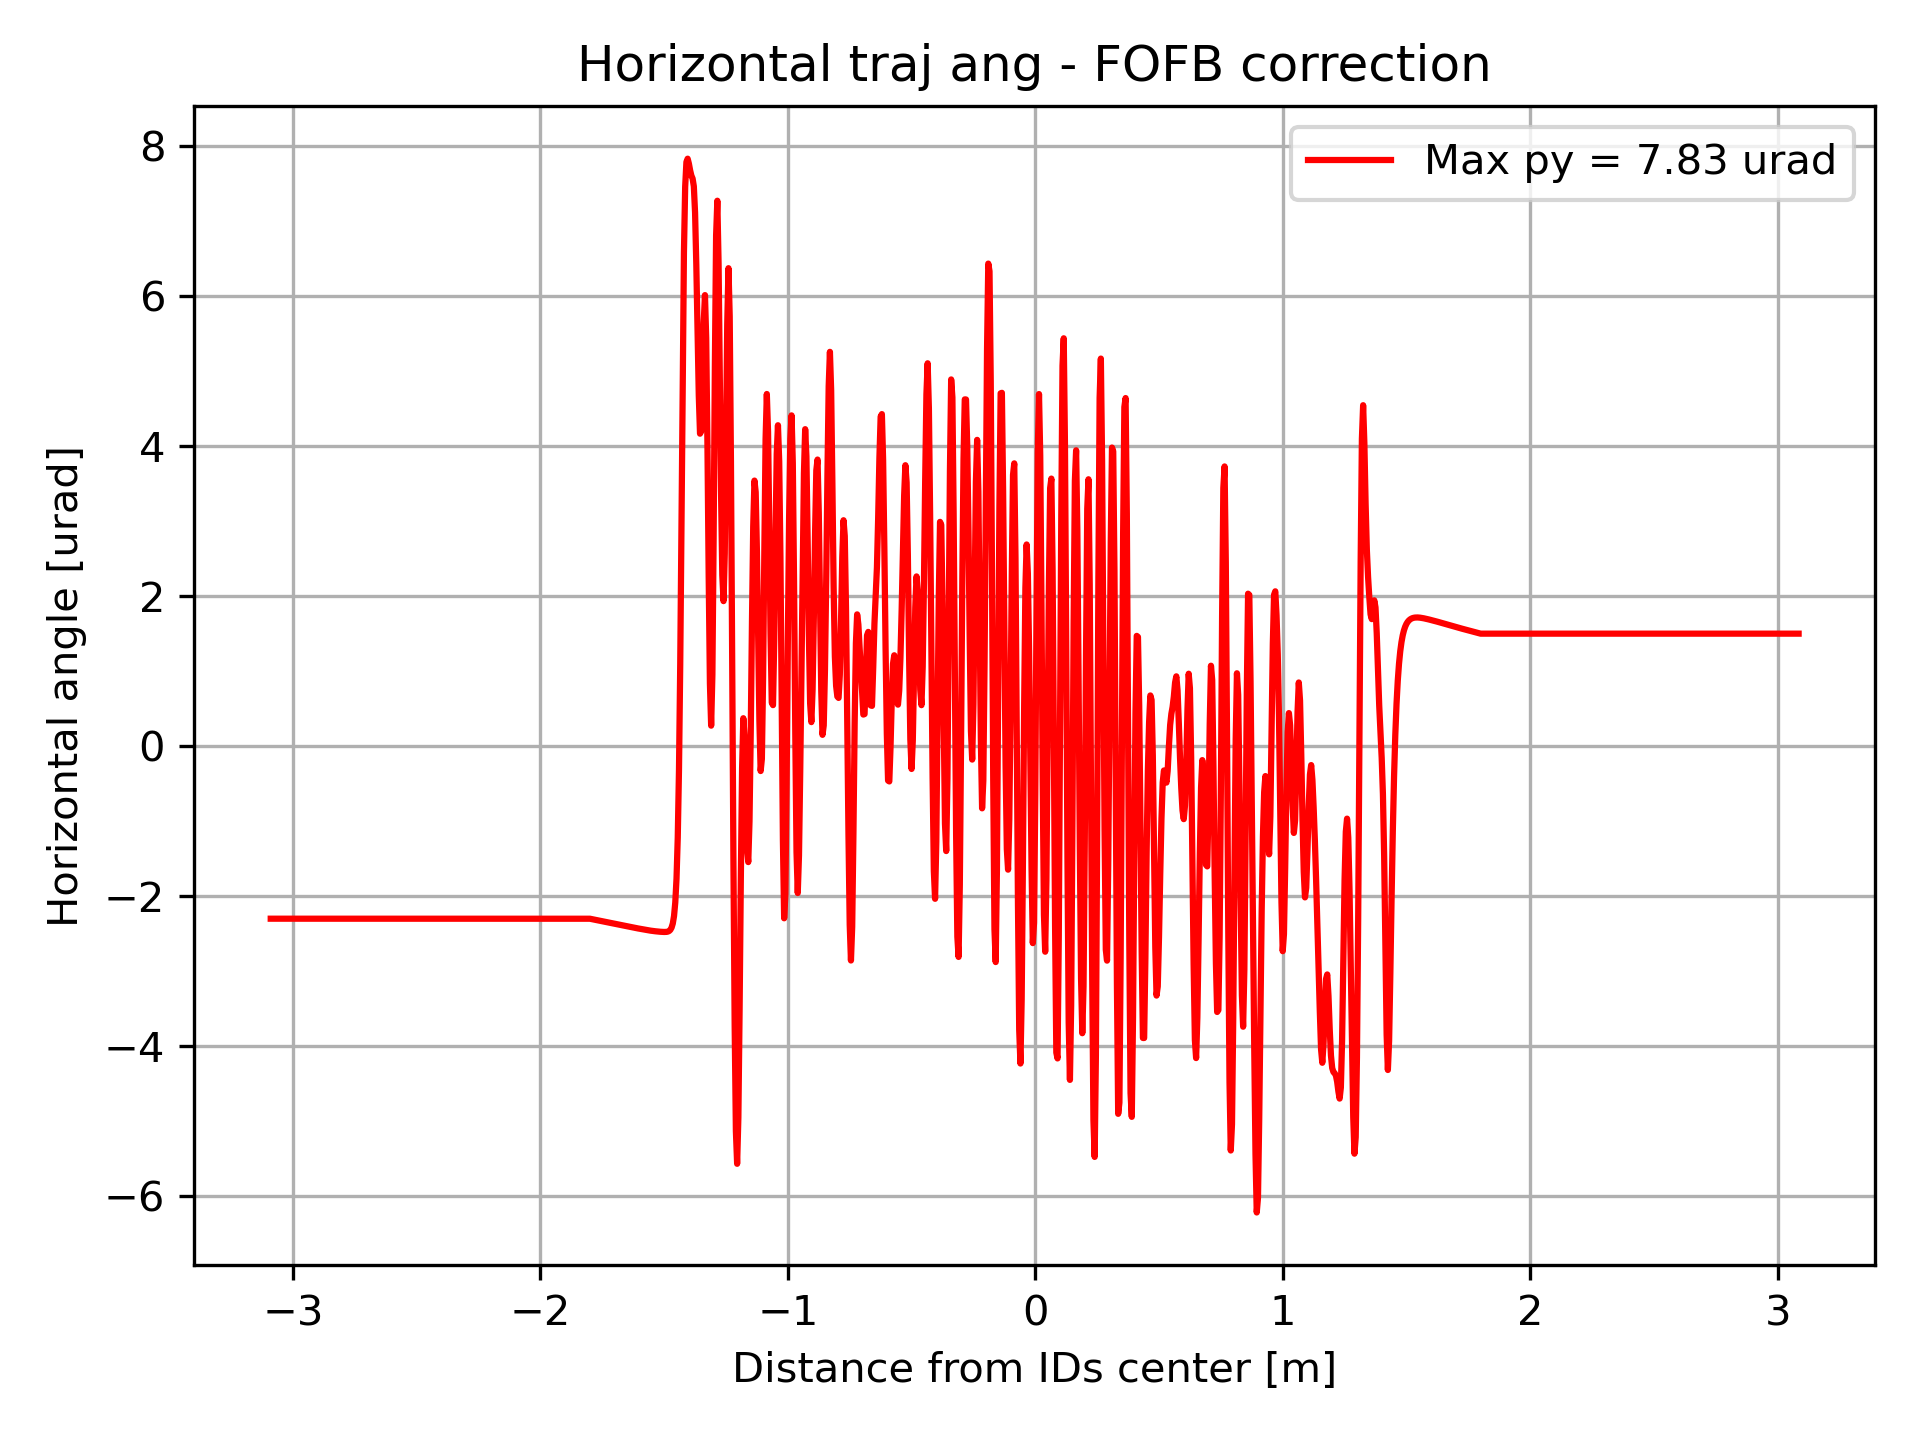 Horizontal traj ang - FOFB correction
Max py = 7.83 urad
8
6
4
2
0
−2
−4
−6
Horizontal angle [urad]
−3 −2 −1 0 1 2 3
Distance from IDs center [m]